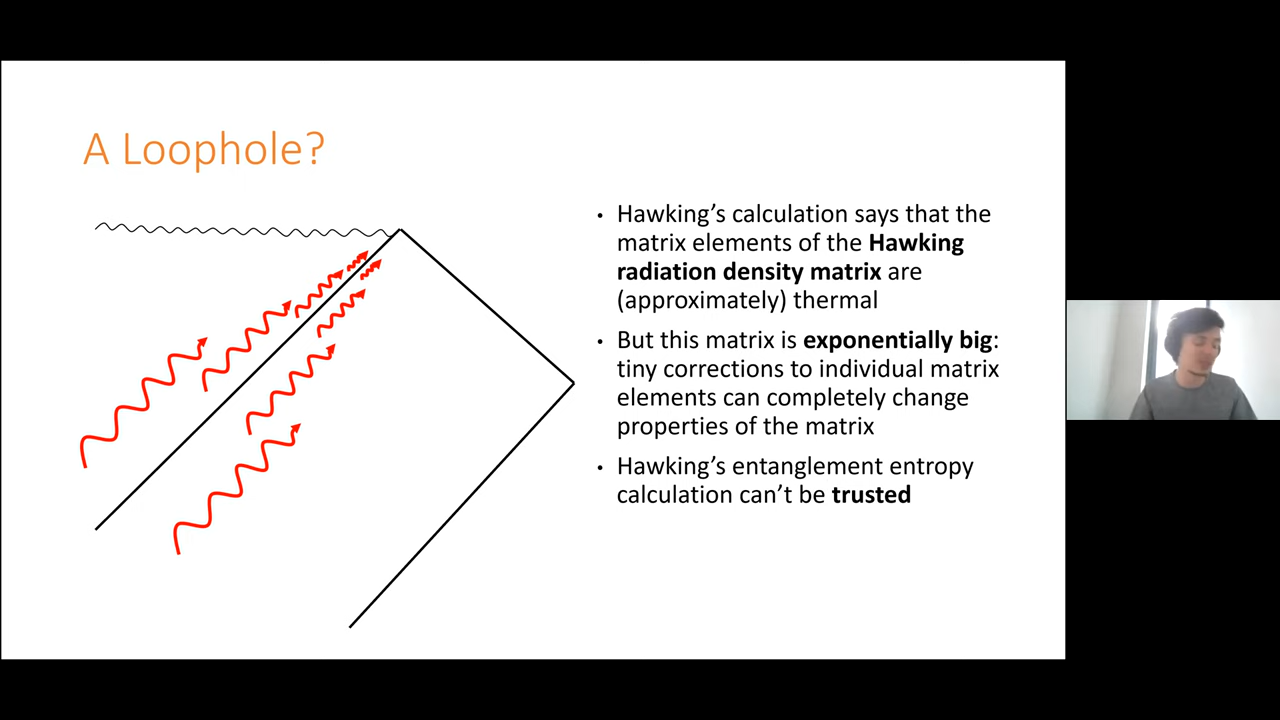 A Loophole?
• Hawking’s calculation says that the
matrix elements of the Hawking
radiation density matrix are
(approximately) thermal
• But this matrix is exponentially big:
tiny corrections to individual matrix
elements can completely change
properties of the matrix
• Hawking’s entanglement entropy
calculation can’t be trusted